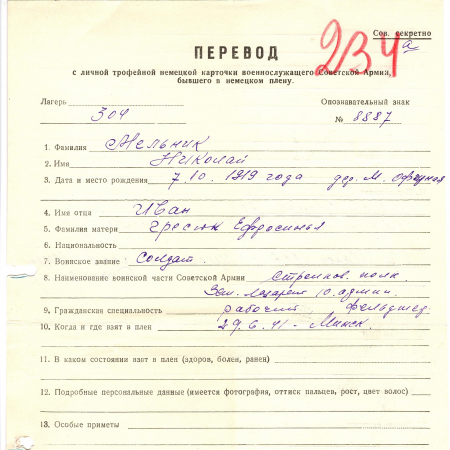 Сов. секретно
234
а
ПЕРЕВОД
с личной трофейной немецкой карточки военнослужащего Советской Армии,
бывшего в немецком плену.
Лагерь Опознавательный знак
304 № 8887
1. Фамилия Мельник
2. Имя Николай
3. Дата и место рождения 7.10.1919 года дер. М.
4. Имя отца Иван
5. Фамилия матери Гресюк Ефросинья
6. Национальность
7. Воинское звание Солдат
8. Наименование воинской части Советской Армии Стрелков. полк
лазарет 10
9. Гражданская специальность рабочий фельдшер.
10. Когда и где взят в плен 29.6.41 - Минск.
11. В каком состоянии взят в плен (здоров, болен, ранен)
12. Подробные персональные данные (имеется фотография, оттиск пальцев, рост, цвет волос)
13. Особые приметы